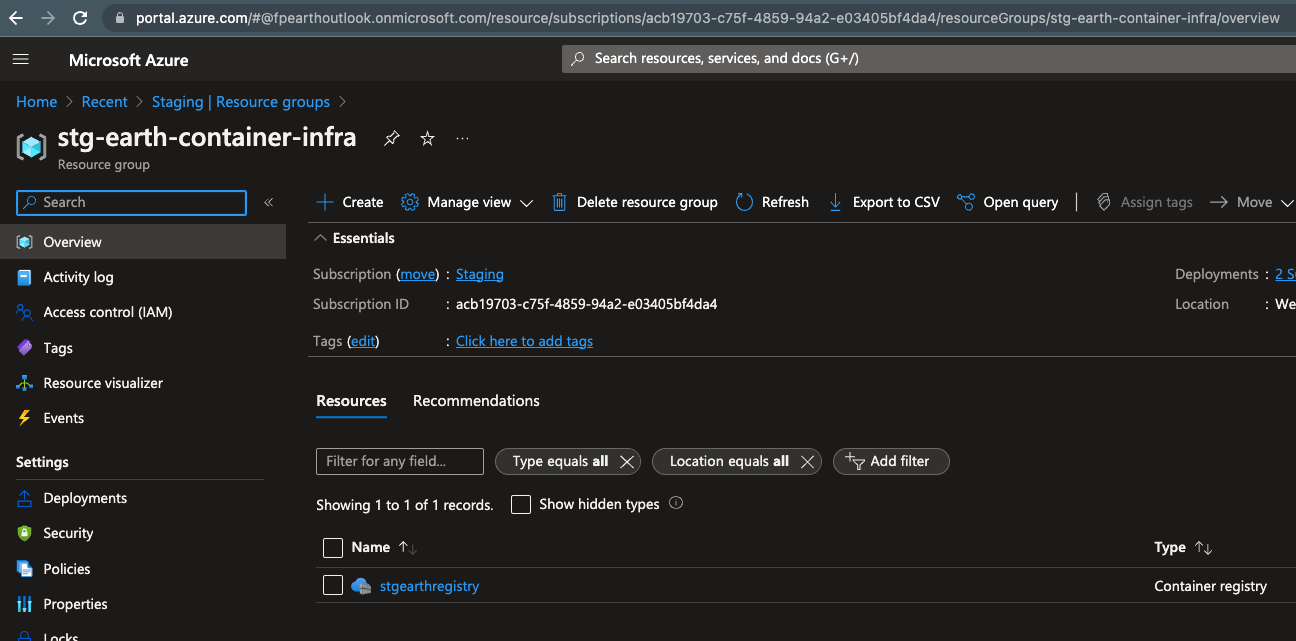 portal.azure.com/#@fpearthoutlook.onmicrosoft.com/resource/subscriptions/acb19703-c75f-4859-94a2-e03405bf4da4/resourceGroups/stg-earth-container-infra/overview
Microsoft Azure
Search resources, services, and docs (G+/)
Home > Recent > Staging | Resource groups >
stg-earth-container-infra
Resource group
Search «
Create Manage view Delete resource group Refresh Export to CSV Open query Assign tags Move
Overview
Activity log
Access control (IAM)
Tags
Resource visualizer
Events
Settings
Deployments
Security
Policies
Properties
Locks
Essentials
Subscription (move) : Staging
Subscription ID : acb19703-c75f-4859-94a2-e03405bf4da4
Tags (edit) : Click here to add tags
Deployments : 2 S
Location : We
Resources Recommendations
Filter for any field... Type equals all Location equals all Add filter
Showing 1 to 1 of 1 records. Show hidden types
Name ↑↓ Type ↑↓
stgearthregistry Container registry